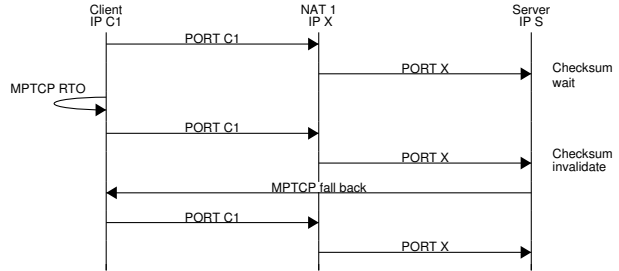 Client
IP C1
NAT 1
IP X
Server
IP S
PORT C1
PORT X
Checksum
wait
MPTCP RTO
PORT C1
PORT X
Checksum
invalidate
MPTCP fall back
PORT C1
PORT X